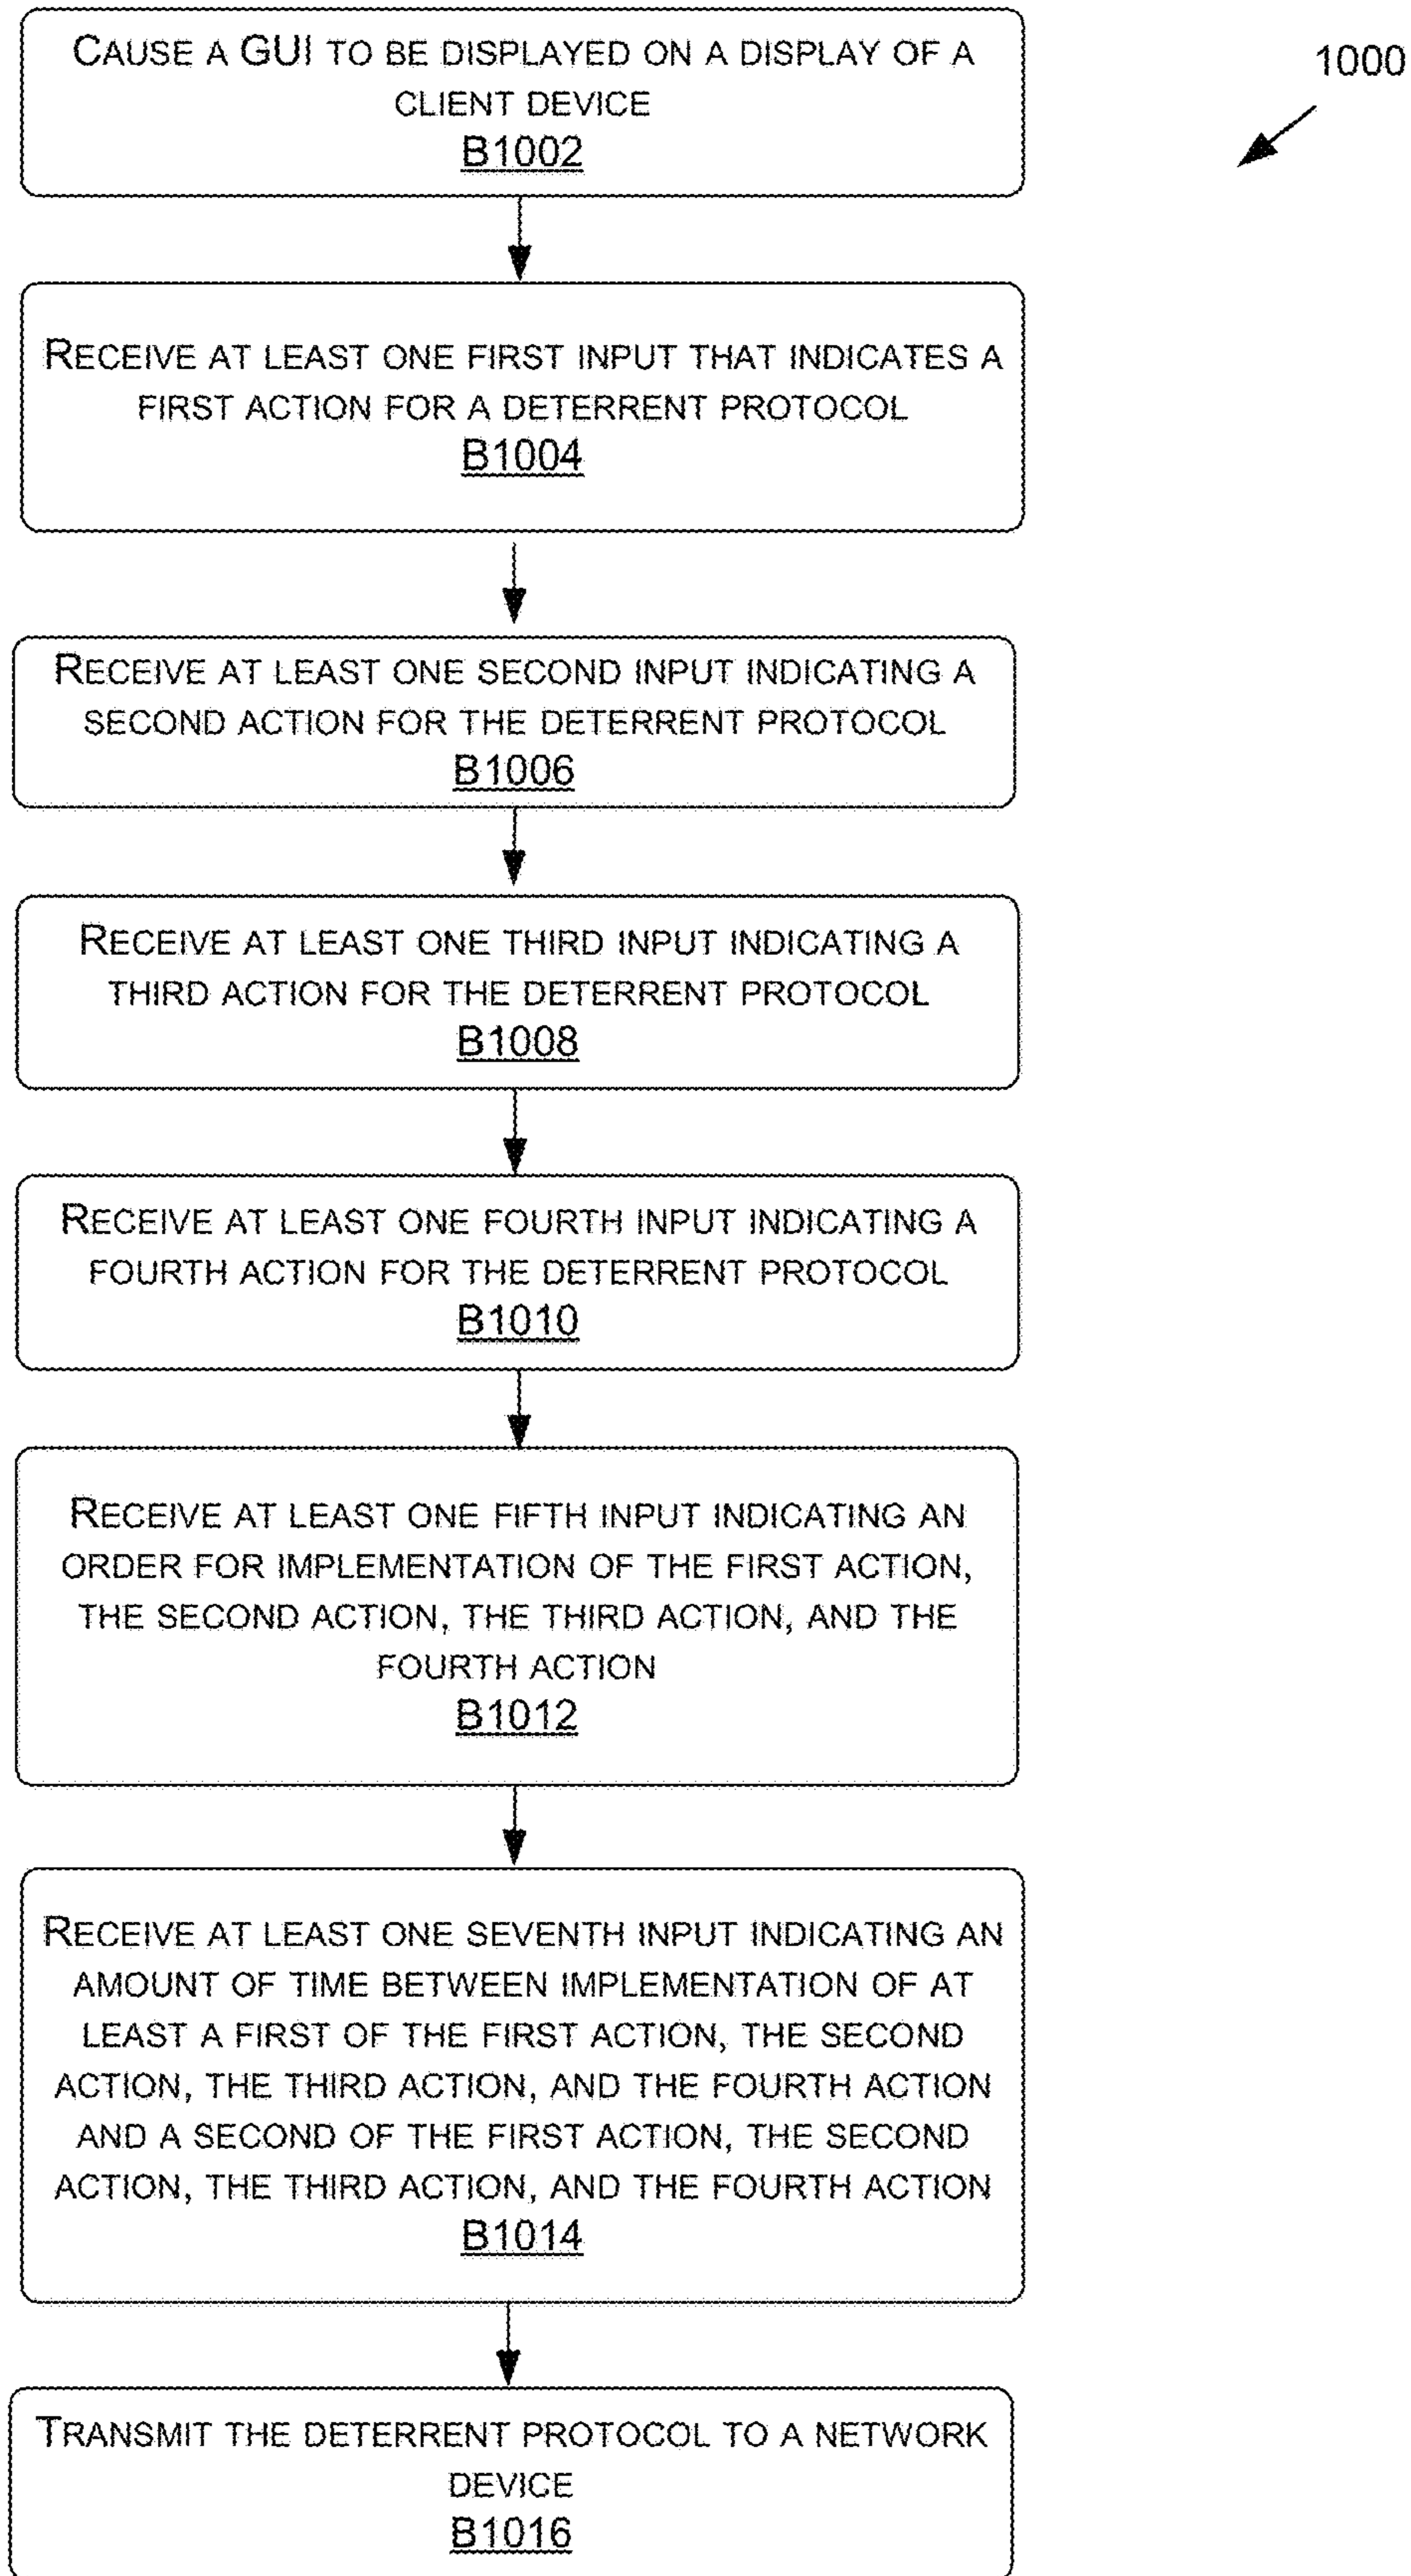 CAUSE A GUI TO BE DISPLAYED ON A DISPLAY OF A
CLIENT DEVICE
B1002
1000
RECEIVE AT LEAST ONE FIRST INPUT THAT INDICATES A
FIRST ACTION FOR A DETERRENT PROTOCOL
B1004
RECEIVE AT LEAST ONE SECOND INPUT INDICATING A
SECOND ACTION FOR THE DETERRENT PROTOCOL
B1006
RECEIVE AT LEAST ONE THIRD INPUT INDICATING A
THIRD ACTION FOR THE DETERRENT PROTOCOL
B1008
RECEIVE AT LEAST ONE FOURTH INPUT INDICATING A
FOURTH ACTION FOR THE DETERRENT PROTOCOL
B1010
RECEIVE AT LEAST ONE FIFTH INPUT INDICATING AN
ORDER FOR IMPLEMENTATION OF THE FIRST ACTION,
THE SECOND ACTION, THE THIRD ACTION, AND THE
FOURTH ACTION
B1012
RECEIVE AT LEAST ONE SEVENTH INPUT INDICATING AN
AMOUNT OF TIME BETWEEN IMPLEMENTATION OF AT
LEAST A FIRST OF THE FIRST ACTION, THE SECOND
ACTION, THE THIRD ACTION, AND THE FOURTH ACTION
AND A SECOND OF THE FIRST ACTION, THE SECOND
ACTION, THE THIRD ACTION, AND THE FOURTH ACTION
B1014
TRANSMIT THE DETERRENT PROTOCOL TO A NETWORK
DEVICE
B1016